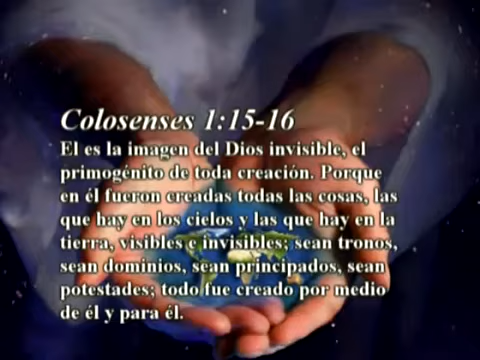 Colosenses 1:15-16
El es la imagen del Dios invisible, el
primogénito de toda creación. Porque
en él fueron creadas todas las cosas, las
que hay en los cielos y las que hay en la
tierra, visibles e invisibles; sean tronos,
sean dominios, sean principados, sean
potestades; todo fue creado por medio
de él y para él.